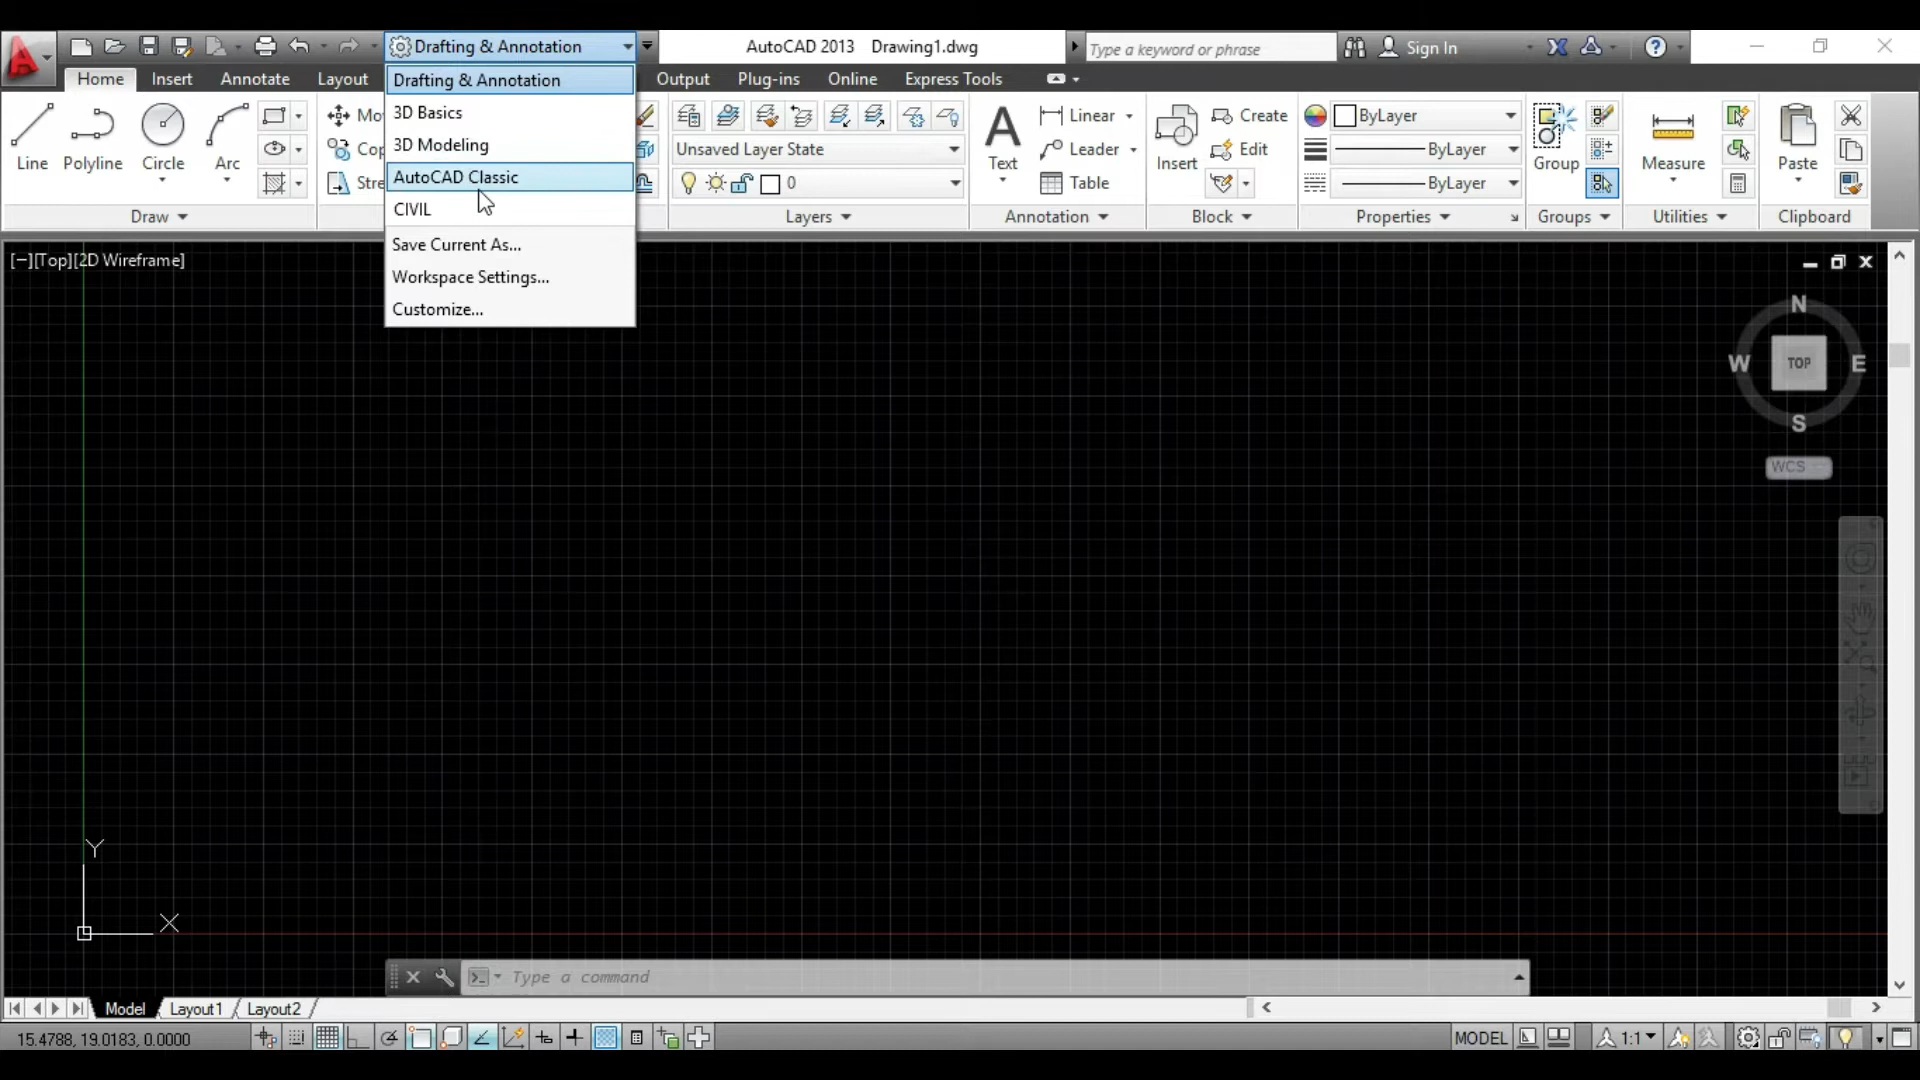 Drafting & Annotation
AutoCAD 2013 Drawing1.dwg
Type a keyword or phrase
Sign In
Home Insert Annotate Layout Output Plug-ins Online Express Tools
Drafting & Annotation
3D Basics
3D Modeling
AutoCAD Classic
CIVIL
Save Current As...
Workspace Settings...
Customize...
Line Polyline Circle Arc
Mo
Cop
Stre
Unsaved Layer State
0
Text
Linear
Leader
Table
Insert
Create
Edit
ByLayer
ByLayer
ByLayer
Group
Measure
Paste
Draw Layers Annotation Block Properties Groups Utilities Clipboard
[−][Top][2D Wireframe]
N
W TOP E
S
WCS
Y
X
Type a command
Model Layout1 Layout2
15.4788, 19.0183, 0.0000
MODEL
1:1